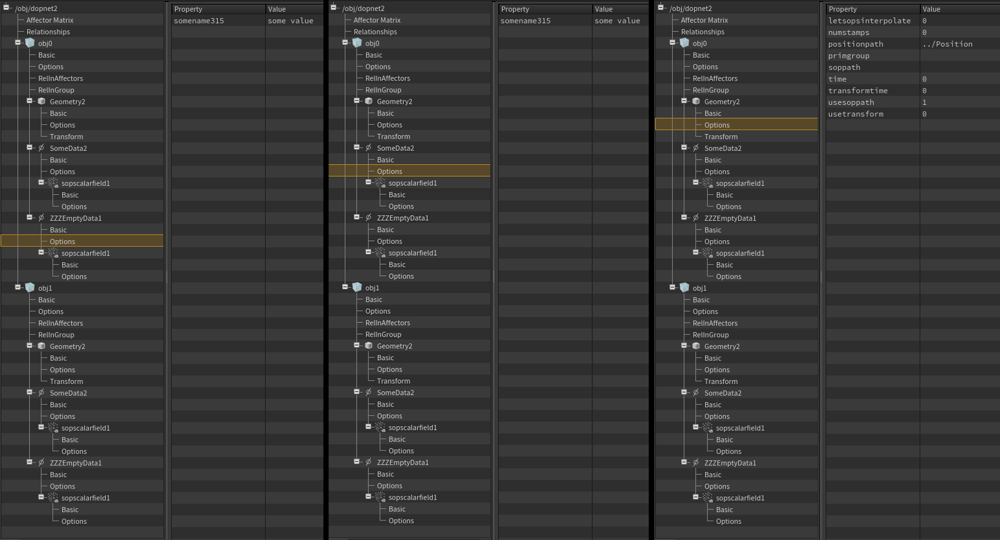 /obj/dopnet2
Affector Matrix
Relationships
obj0
Basic
Options
RelInAffectors
RelInGroup
Geometry2
Basic
Options
Transform
SomeData2
Basic
Options
sopscalarfield1
Basic
Options
ZZZEmptyData1
Basic
Options
sopscalarfield1
Basic
Options
obj1
Basic
Options
RelInAffectors
RelInGroup
Geometry2
Basic
Options
Transform
SomeData2
Basic
Options
sopscalarfield1
Basic
Options
ZZZEmptyData1
Basic
Options
sopscalarfield1
Basic
Options
Property Value
somename315 some value
/obj/dopnet2
Affector Matrix
Relationships
obj0
Basic
Options
RelInAffectors
RelInGroup
Geometry2
Basic
Options
Transform
SomeData2
Basic
Options
sopscalarfield1
Basic
Options
ZZZEmptyData1
Basic
Options
sopscalarfield1
Basic
Options
obj1
Basic
Options
RelInAffectors
RelInGroup
Geometry2
Basic
Options
Transform
SomeData2
Basic
Options
sopscalarfield1
Basic
Options
ZZZEmptyData1
Basic
Options
sopscalarfield1
Basic
Options
Property Value
somename315 some value
/obj/dopnet2
Affector Matrix
Relationships
obj0
Basic
Options
RelInAffectors
RelInGroup
Geometry2
Basic
Options
Transform
SomeData2
Basic
Options
sopscalarfield1
Basic
Options
ZZZEmptyData1
Basic
Options
sopscalarfield1
Basic
Options
obj1
Basic
Options
RelInAffectors
RelInGroup
Geometry2
Basic
Options
Transform
SomeData2
Basic
Options
sopscalarfield1
Basic
Options
ZZZEmptyData1
Basic
Options
sopscalarfield1
Basic
Options
Property Value
letsopsinterpolate 0
numstamps 0
positionpath ../Position
primgroup
soppath
time 0
transformtime 0
usesoppath 1
usetransform 0